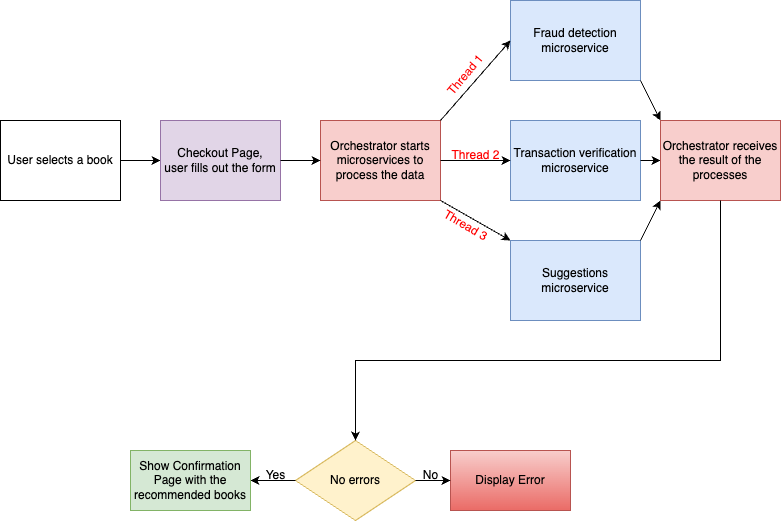 Fraud detection
microservice
Thread 1
User selects a book
Checkout Page,
user fills out the form
Orchestrator starts
microservices to
process the data
Thread 2
Transaction verification
microservice
Orchestrator receives
the result of the
processes
Thread 3
Suggestions
microservice
Show Confirmation
Page with the
recommended books
Yes
No errors
No
Display Error